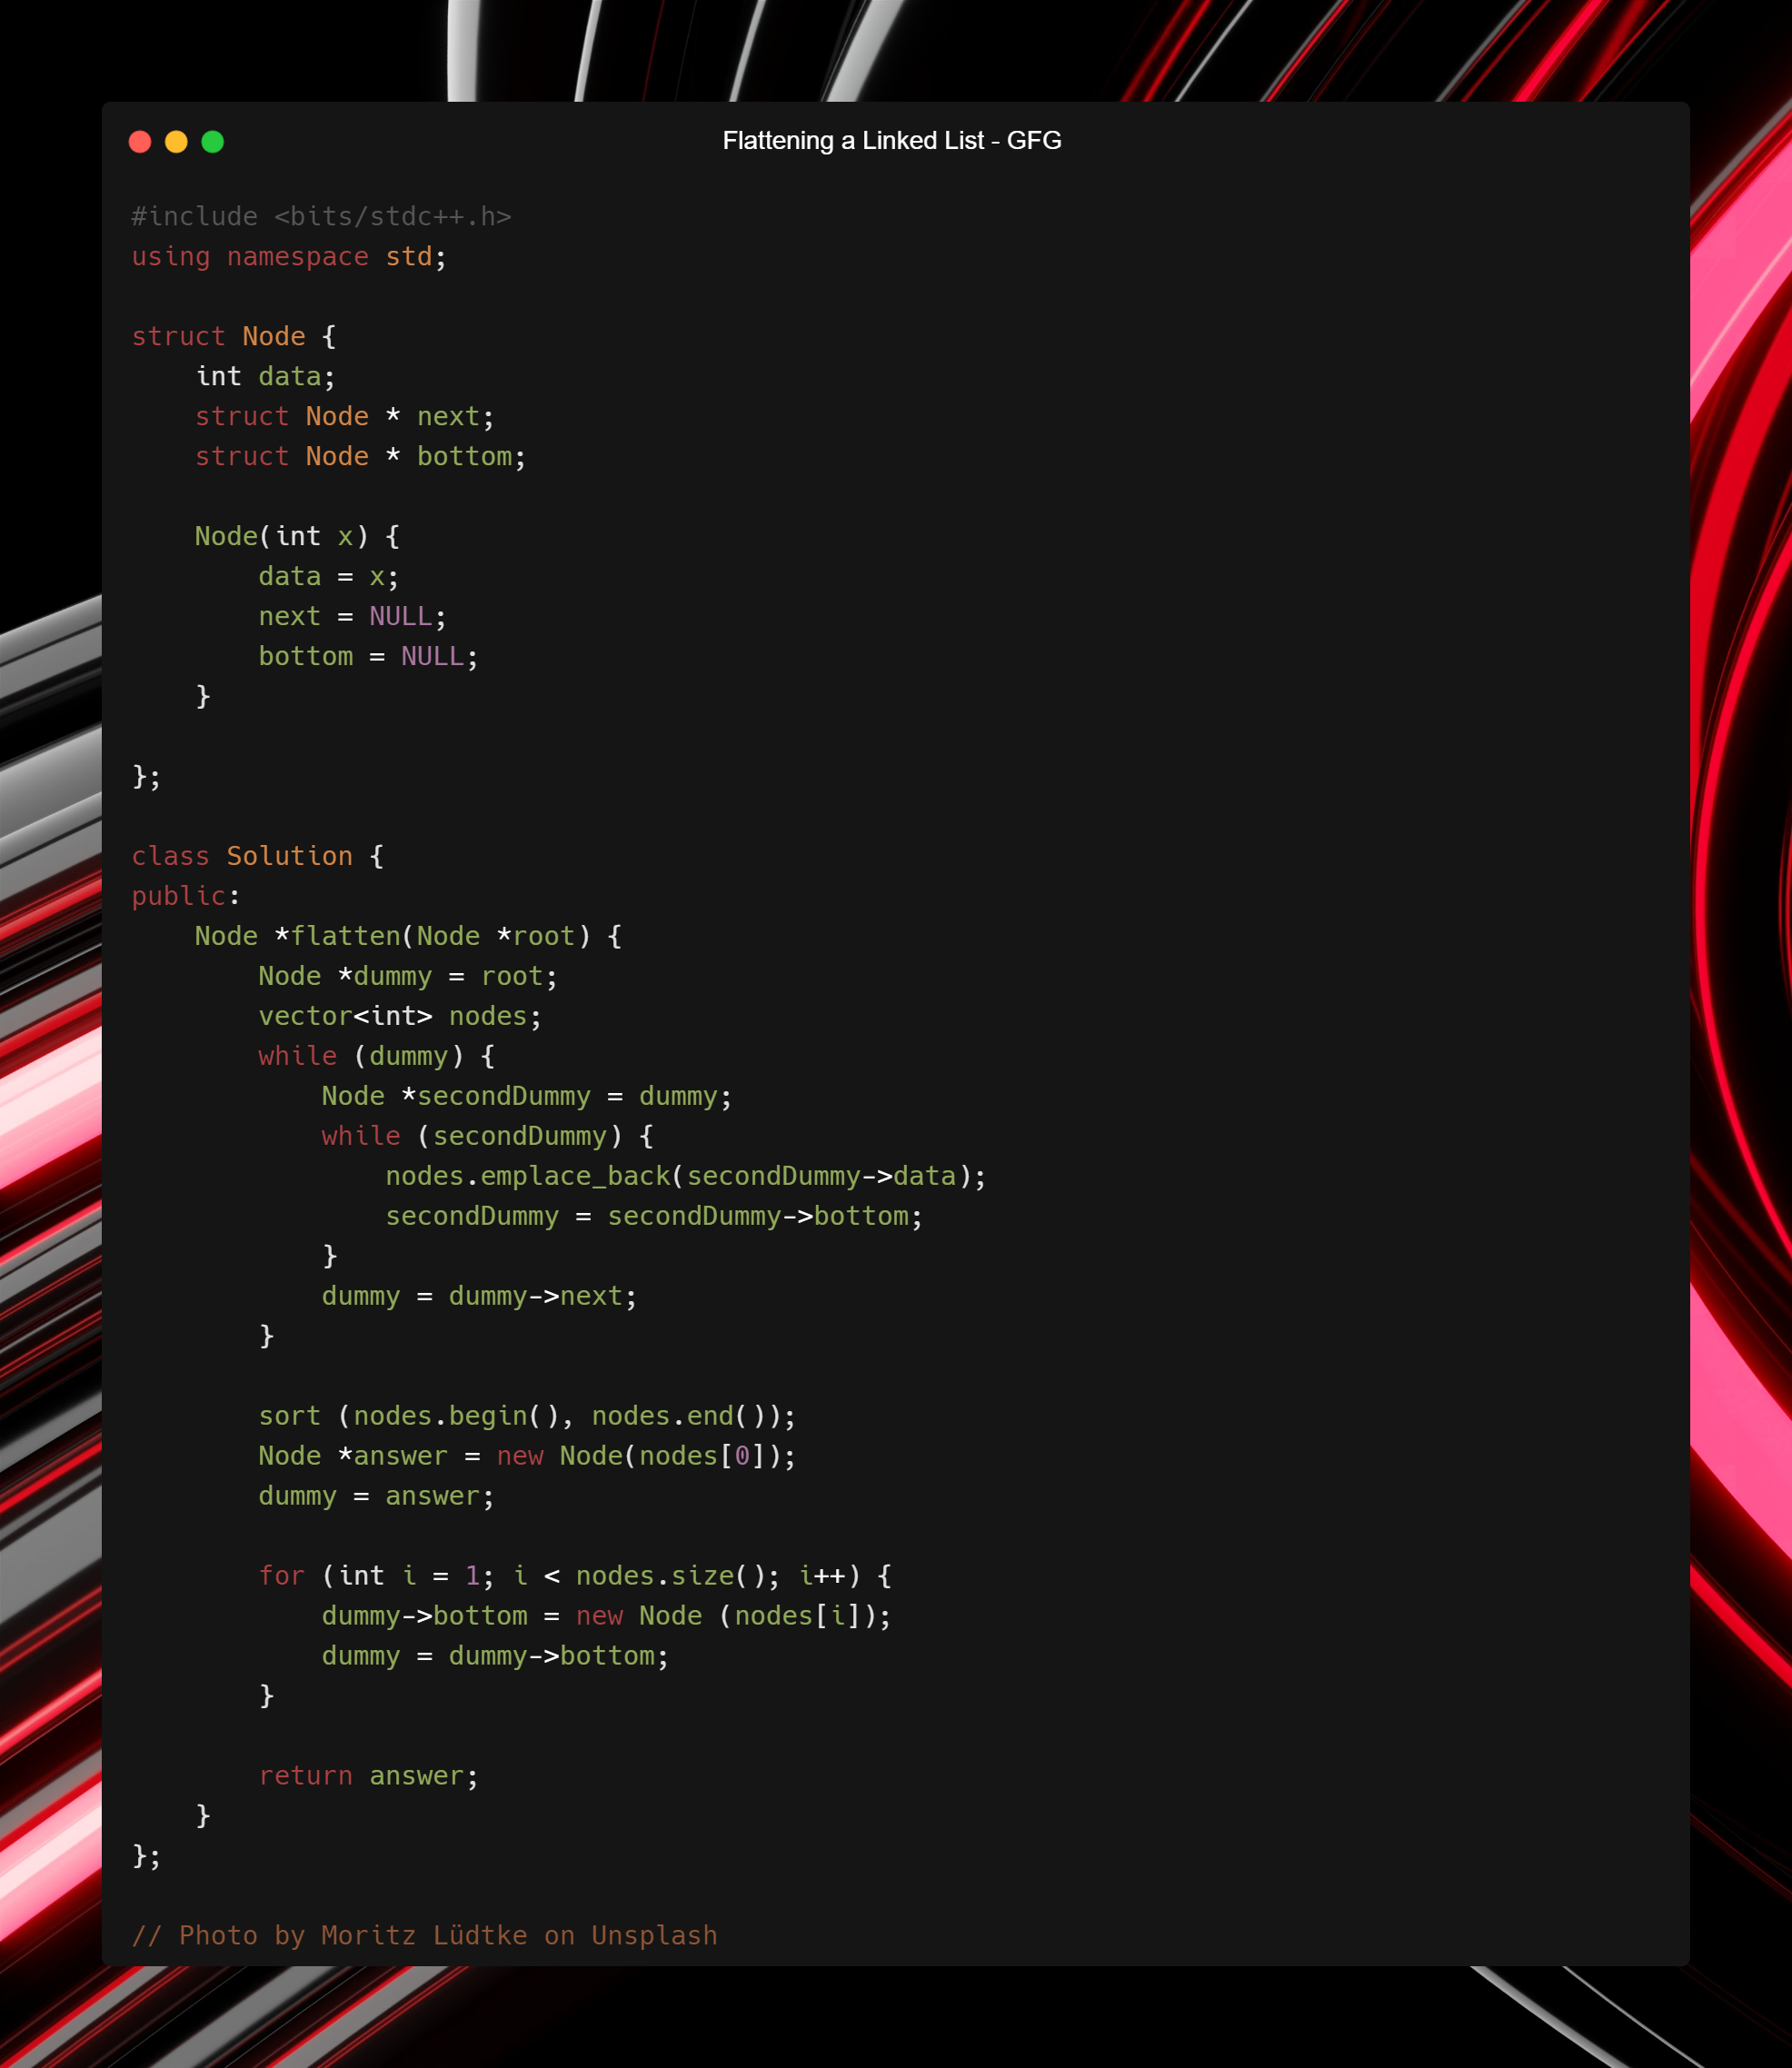 Flattening a Linked List - GFG
#include <bits/stdc++.h>
using namespace std;
struct Node {
    int data;
    struct Node * next;
    struct Node * bottom;
    Node(int x) {
        data = x;
        next = NULL;
        bottom = NULL;
    }
};
class Solution {
public:
    Node *flatten(Node *root) {
        Node *dummy = root;
        vector<int> nodes;
        while (dummy) {
            Node *secondDummy = dummy;
            while (secondDummy) {
                nodes.emplace_back(secondDummy->data);
                secondDummy = secondDummy->bottom;
            }
            dummy = dummy->next;
        }
        sort (nodes.begin(), nodes.end());
        Node *answer = new Node(nodes[0]);
        dummy = answer;
        for (int i = 1; i < nodes.size(); i++) {
            dummy->bottom = new Node (nodes[i]);
            dummy = dummy->bottom;
        }
        return answer;
    }
};
// Photo by Moritz Lüdtke on Unsplash